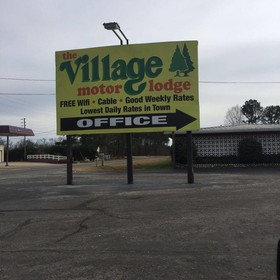 the
Village
motor lodge
FREE Wifi • Cable • Good Weekly Rates
Lowest Daily Rates in Town
OFFICE